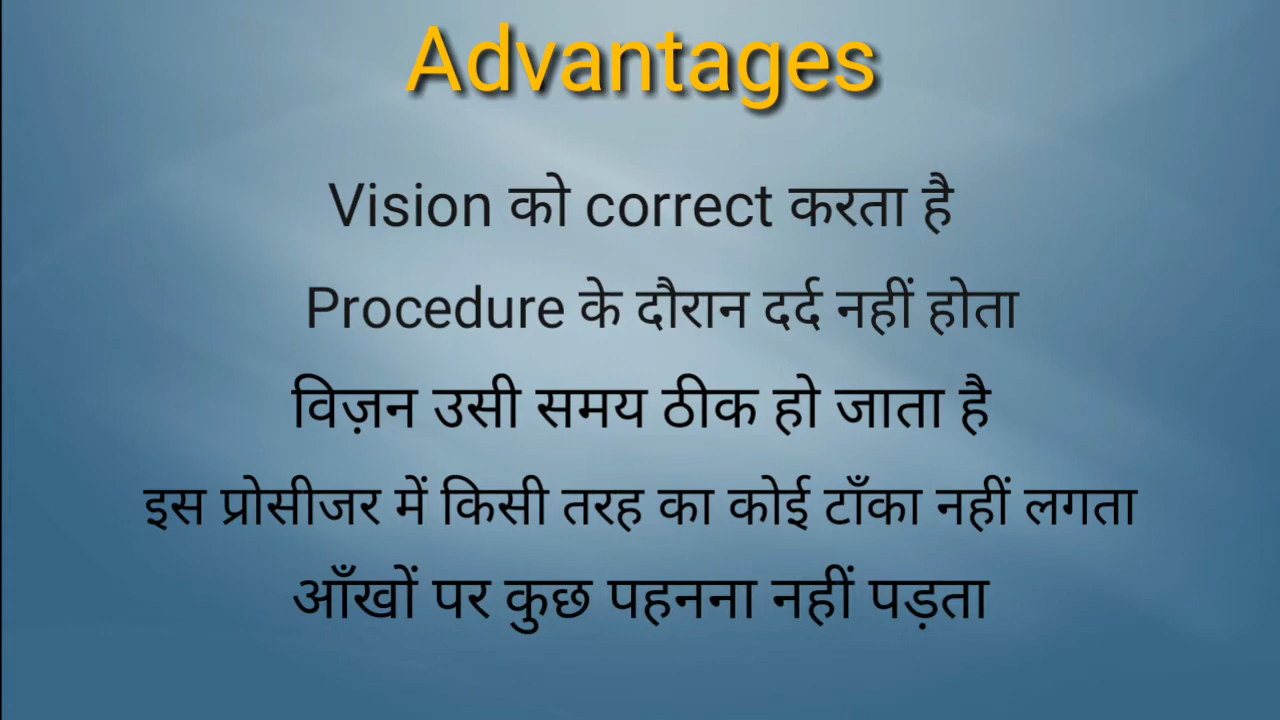 Advantages
Vision को correct करता है
Procedure के दौरान दर्द नहीं होता
विज़न उसी समय ठीक हो जाता है
इस प्रोसीजर में किसी तरह का कोई टाँका नहीं लगता
आँखों पर कुछ पहनना नहीं पड़ता